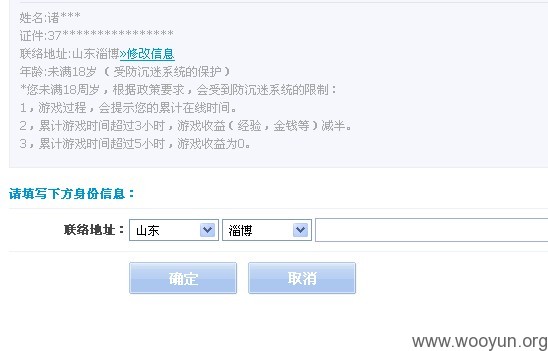 姓名:诸***
证件:37****************
联络地址:山东淄博»修改信息
年龄:未满18岁（受防沉迷系统的保护）
*您未满18周岁，根据政策要求，会受到防沉迷系统的限制：
1，游戏过程，会提示您的累计在线时间。
2，累计游戏时间超过3小时，游戏收益（经验，金钱等）减半。
3，累计游戏时间超过5小时，游戏收益为0。
请填写下方身份信息：
联络地址： 山东 淄博
确定 取消
www.wooyun.org